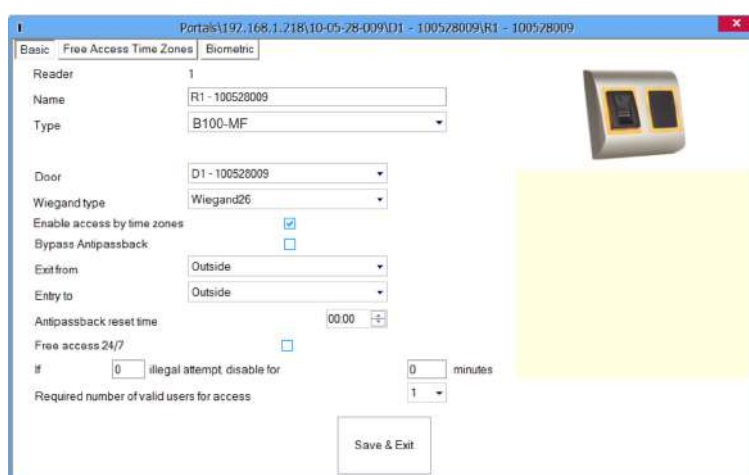 Portals\192.168.1.218\10-05-28-009\D1 - 100528009\R1 - 100528009
Basic Free Access Time Zones Biometric
Reader 1
Name R1 - 100528009
Type B100-MF
Door D1 - 100528009
Wiegand type Wiegand26
Enable access by time zones
Bypass Antipassback
Exit from Outside
Entry to Outside
Antipassback reset time 00:00
Free access 24/7
If 0 illegal attempt, disable for 0 minutes
Required number of valid users for access 1
Save & Exit